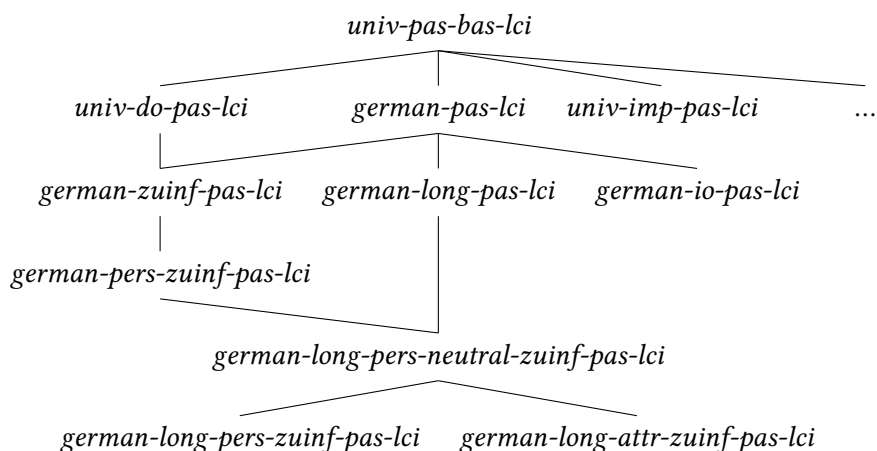 univ-pas-bas-lci
univ-do-pas-lci german-pas-lci univ-imp-pas-lci ...
german-zuinf-pas-lci german-long-pas-lci german-io-pas-lci
german-pers-zuinf-pas-lci
german-long-pers-neutral-zuinf-pas-lci
german-long-pers-zuinf-pas-lci german-long-attr-zuinf-pas-lci